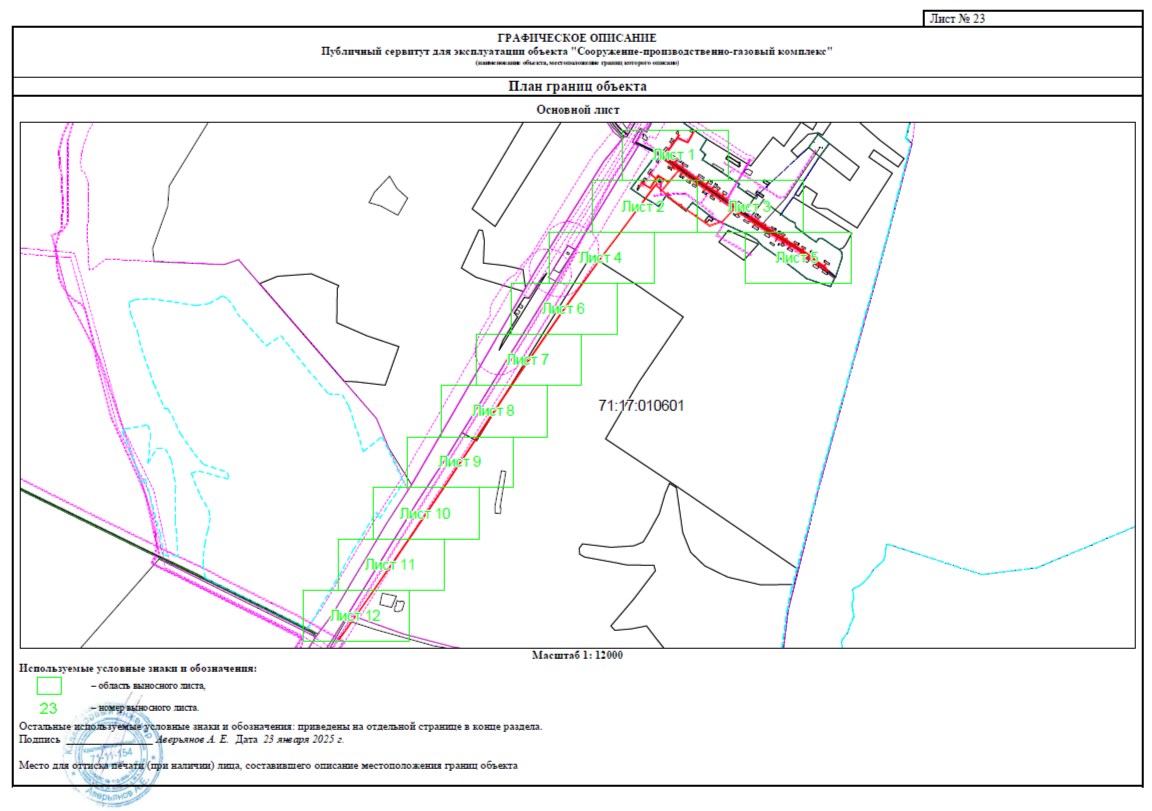 Лист № 23
ГРАФИЧЕСКОЕ ОПИСАНИЕ
Публичный сервитут для эксплуатации объекта "Сооружение-производственно-газовый комплекс"
(наименование объекта, местоположение границ которого описано)
План границ объекта
Основной лист
Лист 1
Лист 2
Лист 3
Лист 4
Лист 5
Лист 6
Лист 7
71:17:010601
Лист 8
Лист 9
Лист 10
Лист 11
Лист 12
Масштаб 1: 12000
Используемые условные знаки и обозначения:
– область выносного листа,
23
– номер выносного листа.
Остальные используемые условные знаки и обозначения: приведены на отдельной странице в конце раздела.
Подпись ______________ Аверьянов А. Е. Дата 23 января 2025 г.
71-11-154
Место для оттиска печати (при наличии) лица, составившего описание местоположения границ объекта
Аверьянов А.Е.